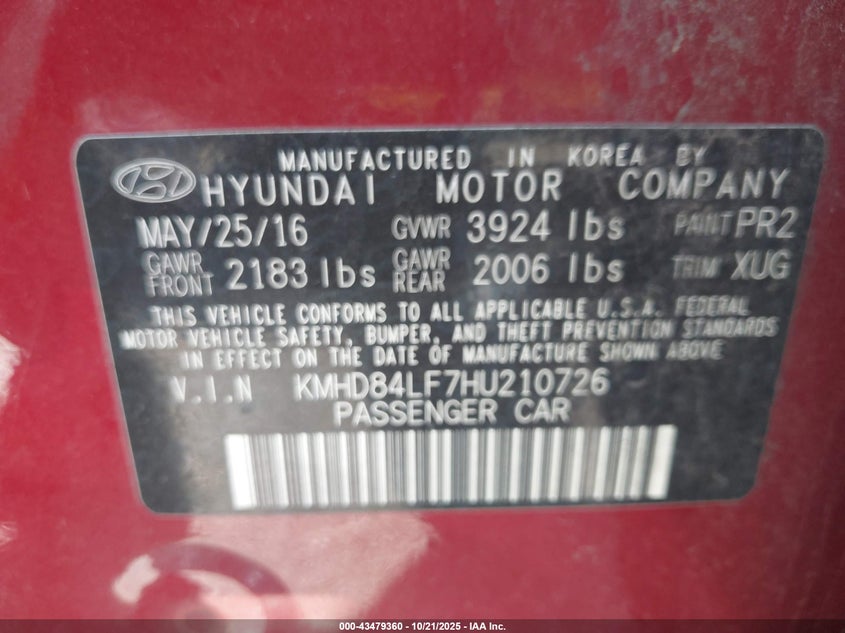 MANUFACTURED IN KOREA BY
HYUNDAI MOTOR COMPANY
MAY/25/16 GVWR 3924 lbs PAINT PR2
GAWR FRONT 2183 lbs GAWR REAR 2006 lbs TRIM XUG
THIS VEHICLE CONFORMS TO ALL APPLICABLE U.S.A. FEDERAL
MOTOR VEHICLE SAFETY, BUMPER, AND THEFT PREVENTION STANDARDS
IN EFFECT ON THE DATE OF MANUFACTURE SHOWN ABOVE.
V.I.N KMHD84LF7HU210726
PASSENGER CAR
000-43479360 - 10/21/2025 - IAA Inc.